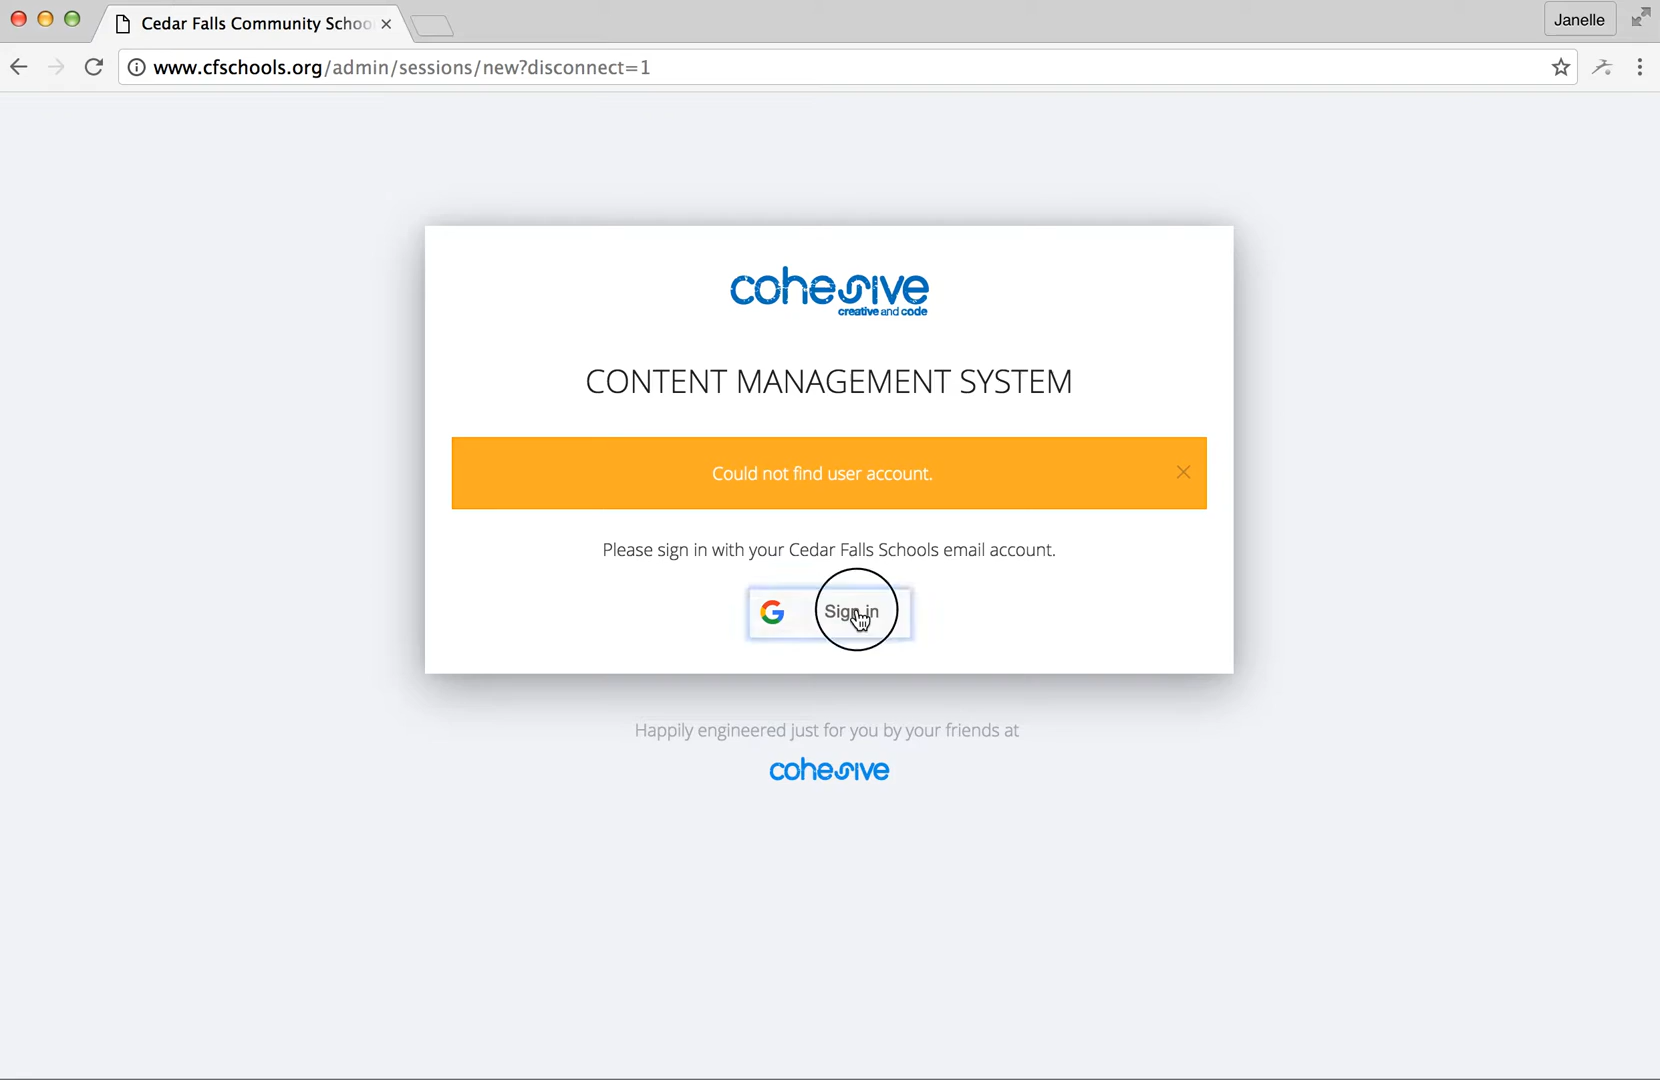 Cedar Falls Community Schoo
Janelle
www.cfschools.org/admin/sessions/new?disconnect=1
cohesive
creative and code
CONTENT MANAGEMENT SYSTEM
Could not find user account.
Please sign in with your Cedar Falls Schools email account.
Sign in
Happily engineered just for you by your friends at
cohesive